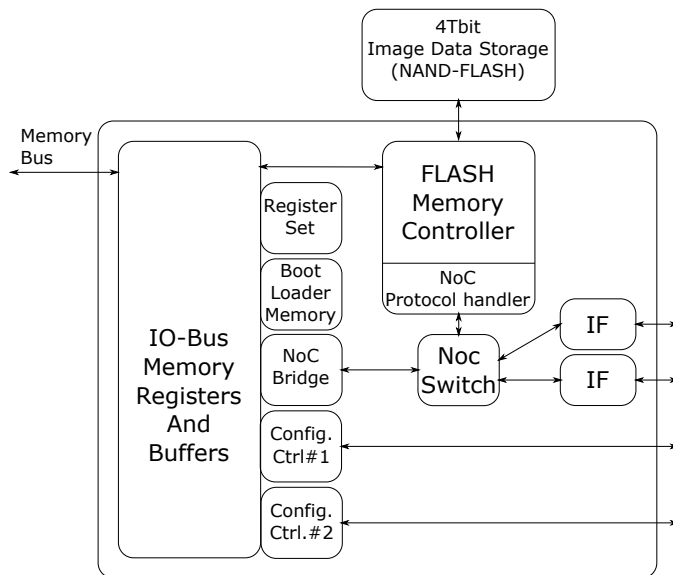 4Tbit
Image Data Storage
(NAND-FLASH)
Memory
Bus
FLASH
Memory
Controller
NoC
Protocol handler
Register
Set
Boot
Loader
Memory
IO-Bus
Memory
Registers
And
Buffers
NoC
Bridge
Noc
Switch
IF
IF
Config.
Ctrl#1
Config.
Ctrl.#2